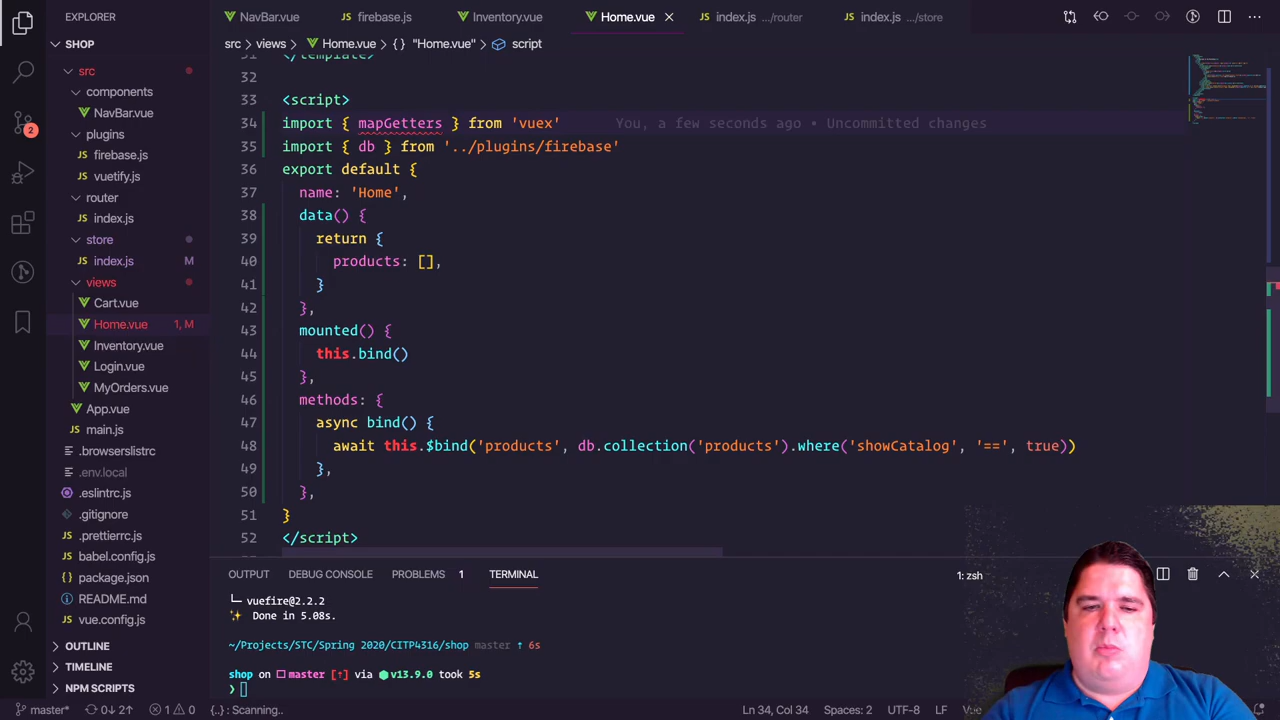 EXPLORER
NavBar.vue
firebase.js
Inventory.vue
Home.vue
index.js .../router
index.js .../store
SHOP
src > views > Home.vue > {} "Home.vue" > script
src
components
NavBar.vue
plugins
firebase.js
vuetify.js
router
index.js
store
index.js M
views
Cart.vue
Home.vue 1, M
Inventory.vue
Login.vue
MyOrders.vue
App.vue
main.js
.browserslistrc
.env.local
.eslintrc.js
.gitignore
.prettierrc.js
babel.config.js
package.json
README.md
vue.config.js
OUTLINE
TIMELINE
NPM SCRIPTS
2
31 </template>
32
33 <script>
34 import { mapGetters } from 'vuex' You, a few seconds ago • Uncommitted changes
35 import { db } from '../plugins/firebase'
36 export default {
37 name: 'Home',
38 data() {
39 return {
40 products: [],
41 }
42 },
43 mounted() {
44 this.bind()
45 },
46 methods: {
47 async bind() {
48 await this.$bind('products', db.collection('products').where('showCatalog', '==', true))
49 },
50 },
51 }
52 </script>
OUTPUT DEBUG CONSOLE PROBLEMS 1 TERMINAL 1: zsh
└─ vuefire@2.2.2
✨ Done in 5.08s.
~/Projects/STC/Spring 2020/CITP4316/shop master ⇡ 6s
shop on master [↑] via v13.9.0 took 5s
❯
master* 0↓ 2↑ 1 0 {..}: Scanning.. Ln 34, Col 34 Spaces: 2 UTF-8 LF